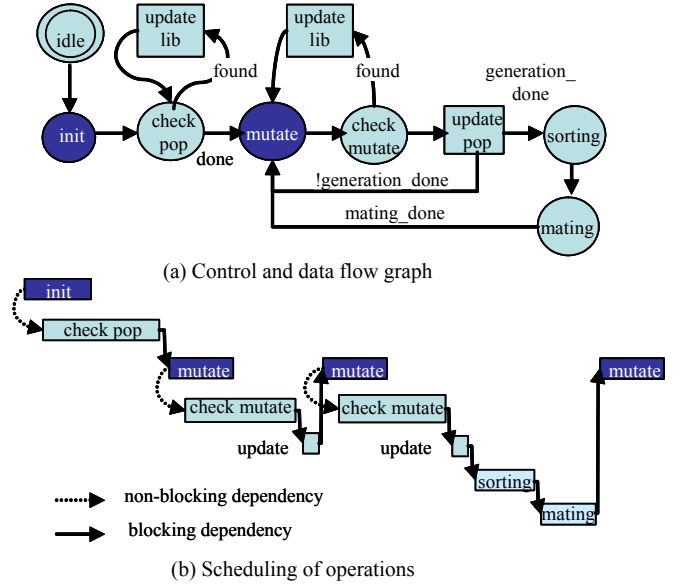 idle
update
lib
update
lib
found
found
generation_
done
init
check
pop
done
mutate
check
mutate
update
pop
sorting
!generation_done
mating_done
mating
(a) Control and data flow graph
init
check pop
mutate
mutate
mutate
check mutate
check mutate
update
update
sorting
mating
non-blocking dependency
blocking dependency
(b) Scheduling of operations